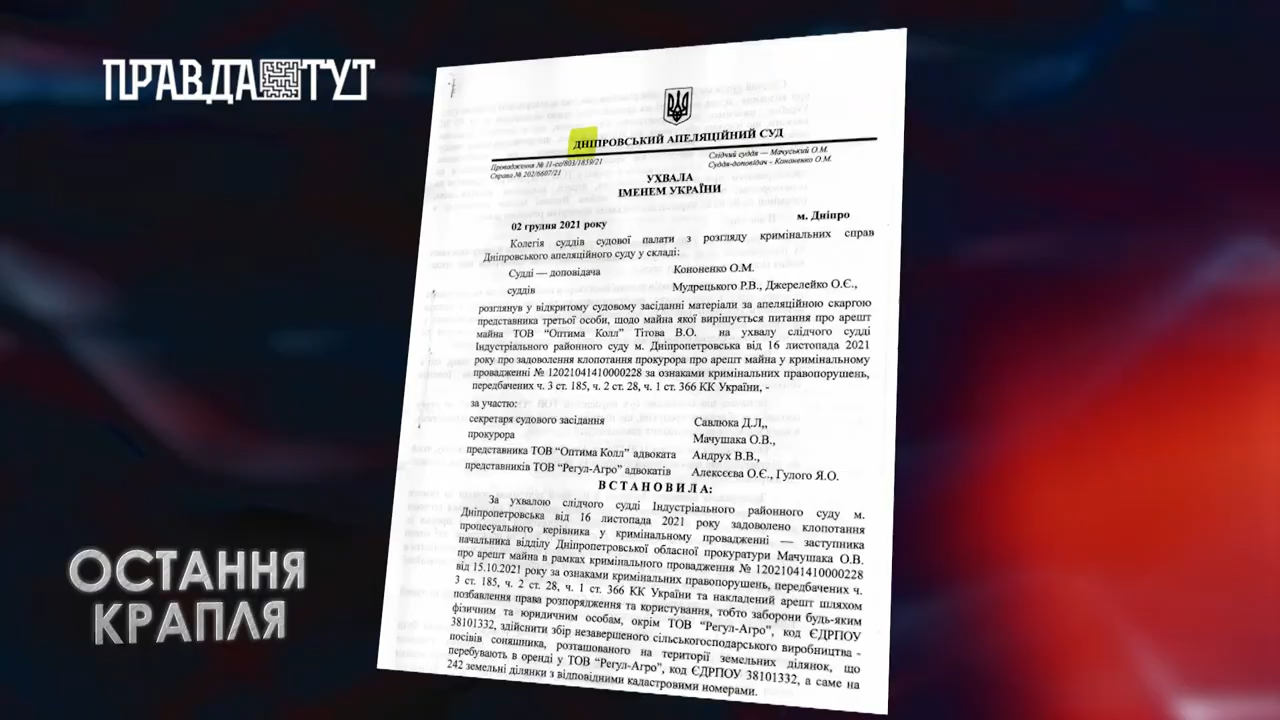 ПРАВДА ТУТ
ДНІПРОВСЬКИЙ АПЕЛЯЦІЙНИЙ СУД
Провадження № 11-сс/803/1859/21
Слідчий суддя — Мачуський О.М.
Справа № 202/6607/21
Суддя-доповідач - Кононенко О.М.
УХВАЛА
ІМЕНЕМ УКРАЇНИ
02 грудня 2021 року
м. Дніпро
Колегія суддів судової палати з розгляду кримінальних справ
Дніпровського апеляційного суду у складі:
Судді — доповідача Кононенко О.М.
суддів Мудрецького Р.В., Джерелейко О.Є.,
розглянув у відкритому судовому засіданні матеріали за апеляційною скаргою
представника третьої особи, щодо майна якої вирішується питання про арешт
майна ТОВ “Оптима Колл” Тітова В.О. на ухвалу слідчого судді
Індустріального районного суду м. Дніпропетровська від 16 листопада 2021
року про задоволення клопотання прокурора про арешт майна у кримінальному
провадженні № 12021041410000228 за ознаками кримінальних правопорушень,
передбачених ч. 3 ст. 185, ч. 2 ст. 28, ч. 1 ст. 366 КК України, -
за участю:
секретаря судового засідання Савлюка Д.Л,,
прокурора Мачушака О.В.,
представника ТОВ “Оптима Колл” адвоката Андрух В.В.,
представників ТОВ “Регул-Агро” адвокатів Алексєєва О.Є., Гулого Я.О.
ВСТАНОВИЛА:
За ухвалою слідчого судді Індустріального районного суду м.
Дніпропетровська від 16 листопада 2021 року задоволено клопотання
процесуального керівника у кримінальному провадженні — заступника
начальника відділу Дніпропетровської обласної прокуратури Мачушака О.В.
про арешт майна в рамках кримінального провадження № 12021041410000228
від 15.10.2021 року за ознаками кримінальних правопорушень, передбачених ч.
3 ст. 185, ч. 2 ст. 28, ч. 1 ст. 366 КК України та накладений арешт шляхом
позбавлення права розпорядження та користування, тобто заборони будь-яким
фізичним та юридичним особам, окрім ТОВ “Регул-Агро”, код ЄДРПОУ
38101332, здійснити збір незавершеного сільськогосподарського виробництва -
посівів соняшника, розташованого на території земельних ділянок, що
перебувають в оренді у ТОВ “Регул-Агро”, код ЄДРПОУ 38101332, а саме на
242 земельні ділянки з відповідними кадастровими номерами.
ОСТАННЯ
КРАПЛЯ